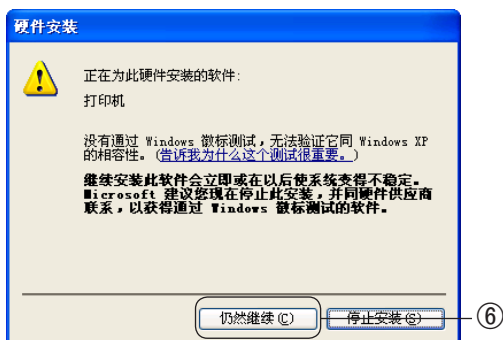 硬件安装
正在为此硬件安装的软件:
打印机
没有通过 Windows 徽标测试，无法验证它同 Windows XP
的相容性。(告诉我为什么这个测试很重要。)
继续安装此软件会立即或在以后使系统变得不稳定。
Microsoft 建议您现在停止此安装，并同硬件供应商
联系，以获得通过 Windows 徽标测试的软件。
仍然继续(C) 停止安装(S) ⑥